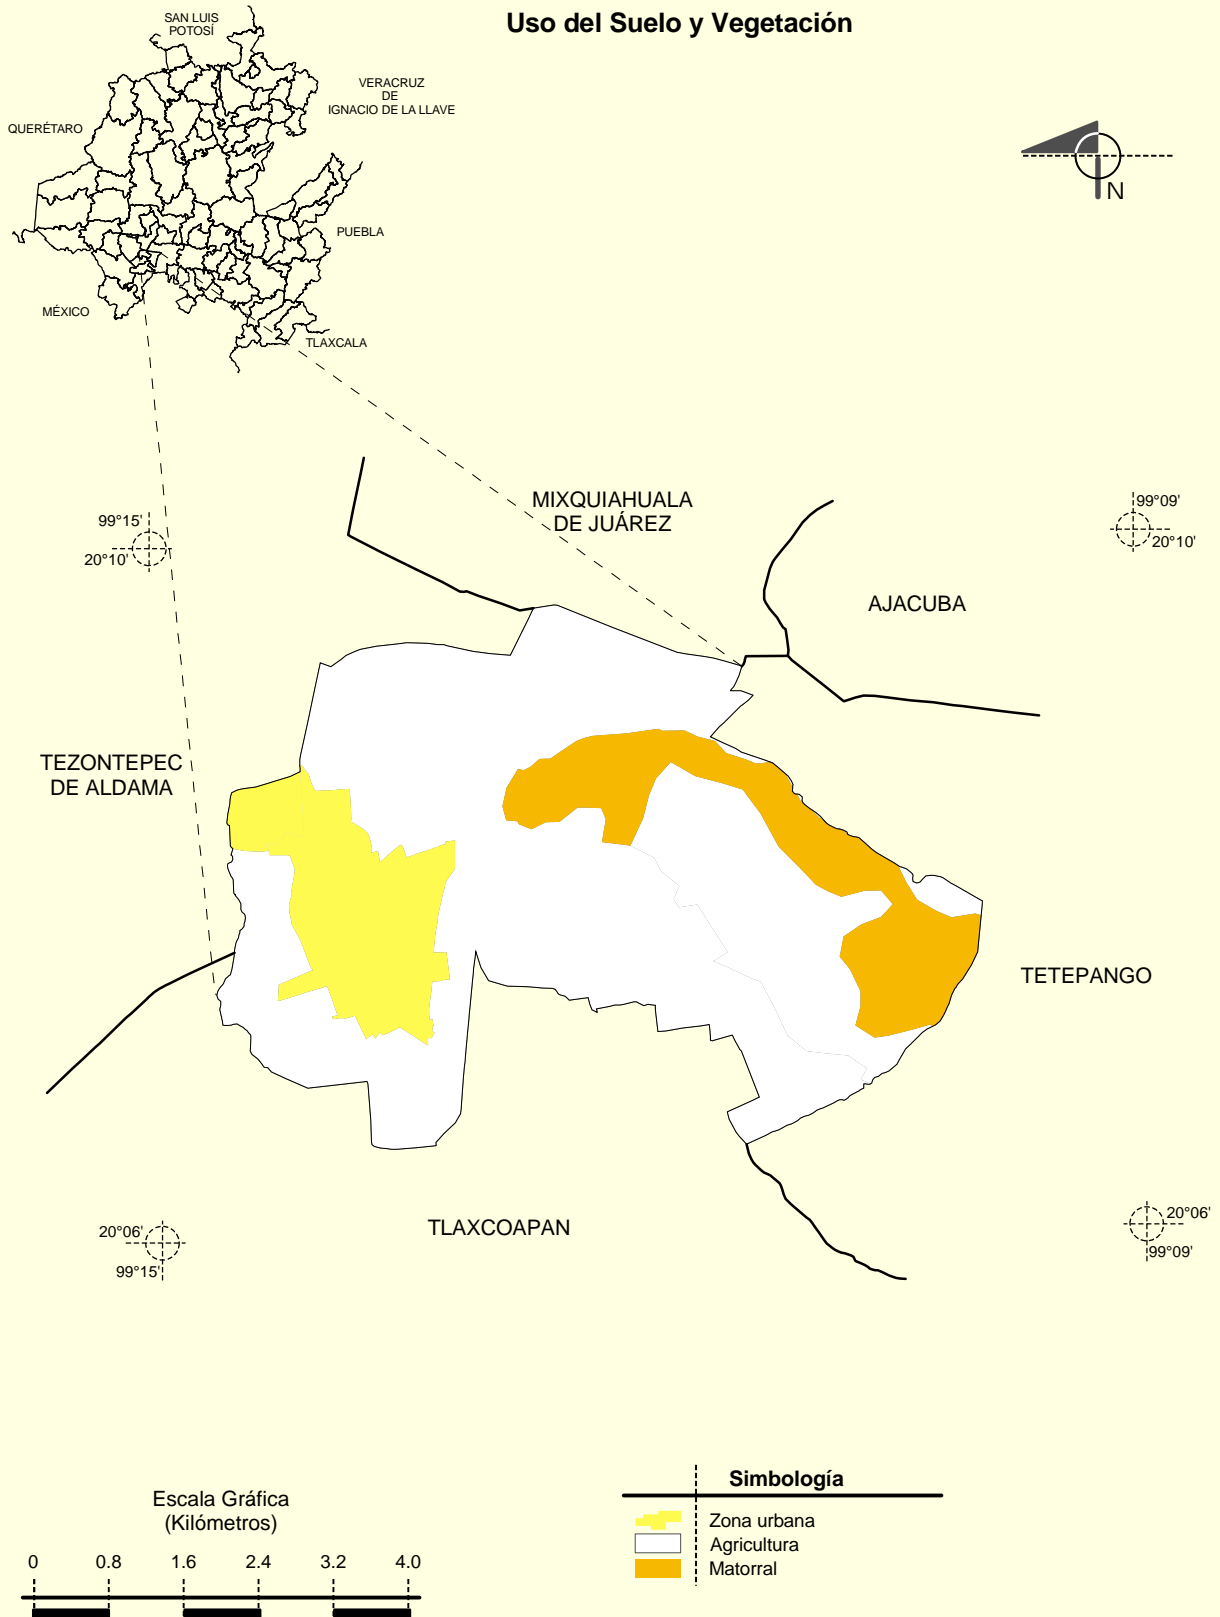 Uso del Suelo y Vegetación
SAN LUIS
POTOSÍ
VERACRUZ
DE
IGNACIO DE LA LLAVE
QUERÉTARO
PUEBLA
MÉXICO
TLAXCALA
N
MIXQUIAHUALA
DE JUÁREZ
99°15'
20°10'
99°09'
20°10'
AJACUBA
TEZONTEPEC
DE ALDAMA
TETEPANGO
TLAXCOAPAN
20°06'
99°15'
20°06'
99°09'
Escala Gráfica
(Kilómetros)
0 0.8 1.6 2.4 3.2 4.0
Simbología
Zona urbana
Agricultura
Matorral